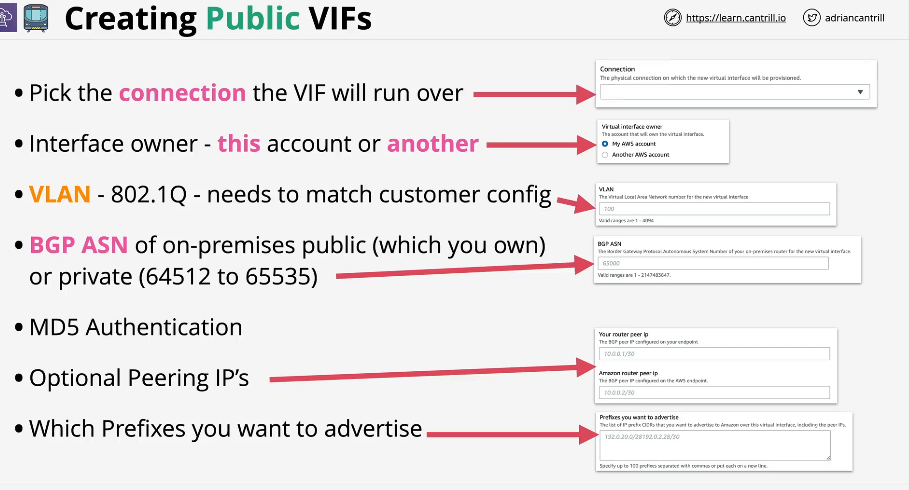 Creating Public VIFs
https://learn.cantrill.io
adriancantrill
• Pick the connection the VIF will run over
Connection
The physical connection on which the new virtual interface will be provisioned.
• Interface owner - this account or another
Virtual interface owner
The account that will own the virtual interface.
My AWS account
Another AWS account
• VLAN - 802.1Q - needs to match customer config
VLAN
The Virtual Local Area Network number for the new virtual interface
100
Valid ranges are 1 - 4094
• BGP ASN of on-premises public (which you own)
or private (64512 to 65535)
BGP ASN
The Border Gateway Protocol Autonomous System Number of your on-premises router for the new virtual interface.
65000
Valid ranges are 1 - 2147483647.
• MD5 Authentication
• Optional Peering IP's
Your router peer ip
The BGP peer IP configured on your endpoint
10.0.0.1/30
Amazon router peer ip
The BGP peer IP configured on the AWS endpoint.
10.0.0.2/30
• Which Prefixes you want to advertise
Prefixes you want to advertise
The list of IP prefix CIDRs that you want to advertise to Amazon over this virtual interface, including the peer IPs.
192.0.20.0/28192.0.2.28/30
Specify up to 100 prefixes separated with commas or put each on a new line.